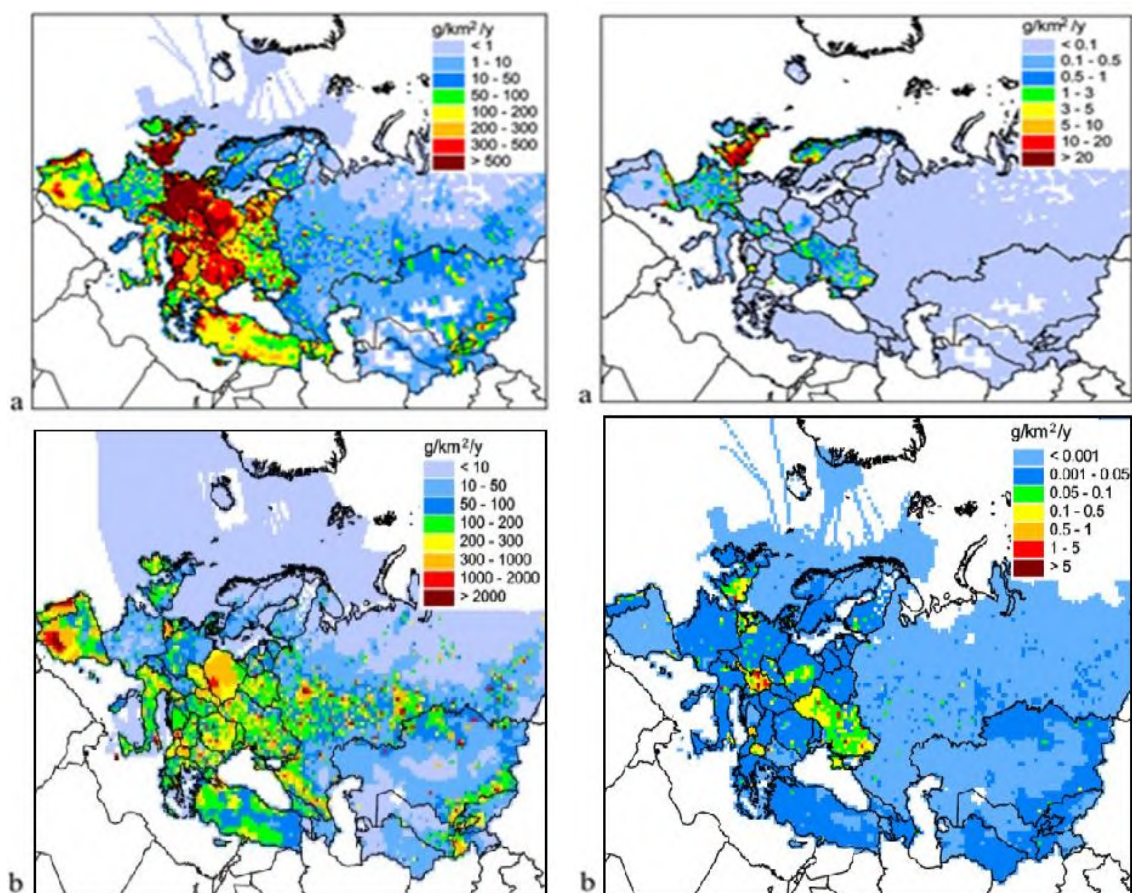 g/km²/y
< 1
1 - 10
10 - 50
50 - 100
100 - 200
200 - 300
300 - 500
> 500
a
g/km²/y
< 0.1
0.1 - 0.5
0.5 - 1
1 - 3
3 - 5
5 - 10
10 - 20
> 20
a
g/km²/y
< 10
10 - 50
50 - 100
100 - 200
200 - 300
300 - 1000
1000 - 2000
> 2000
b
g/km²/y
< 0.001
0.001 - 0.05
0.05 - 0.1
0.1 - 0.5
0.5 - 1
1 - 5
> 5
b